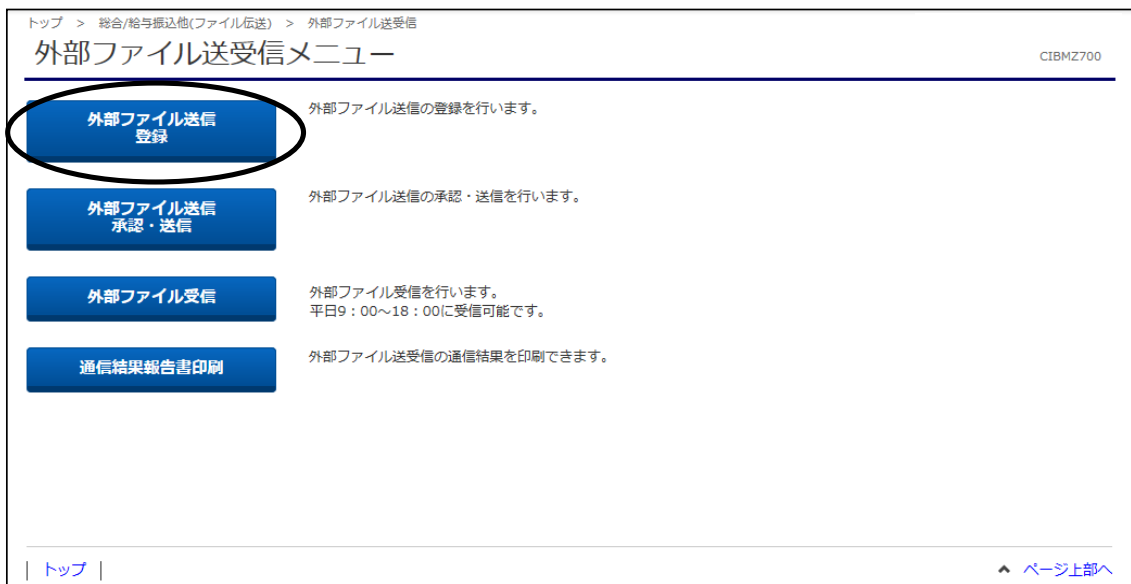 トップ > 総合/給与振込他(ファイル伝送) > 外部ファイル送受信
外部ファイル送受信メニュー
CIBMZ700
外部ファイル送信
登録
外部ファイル送信の登録を行います。
外部ファイル送信
承認・送信
外部ファイル送信の承認・送信を行います。
外部ファイル受信
外部ファイル受信を行います。
平日9：00～18：00に受信可能です。
通信結果報告書印刷
外部ファイル送受信の通信結果を印刷できます。
| トップ |
ページ上部へ